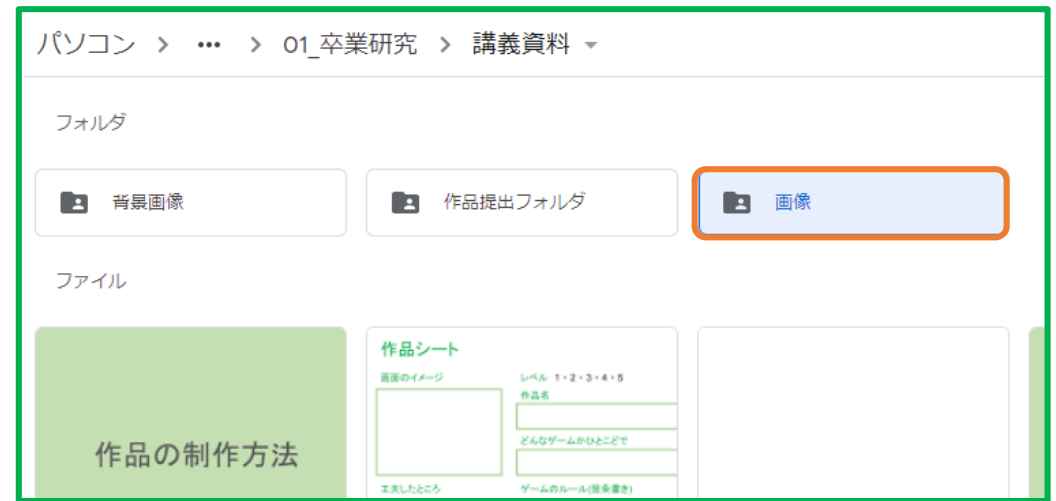 パソコン > ••• > 01_卒業研究 > 講義資料
フォルダ
背景画像
作品提出フォルダ
画像
ファイル
作品の制作方法
作品シート
画面のイメージ
レベル 1・2・3・4・5
作品名
どんなゲームかひとことで
工夫したところ
ゲームのルール(箇条書き)